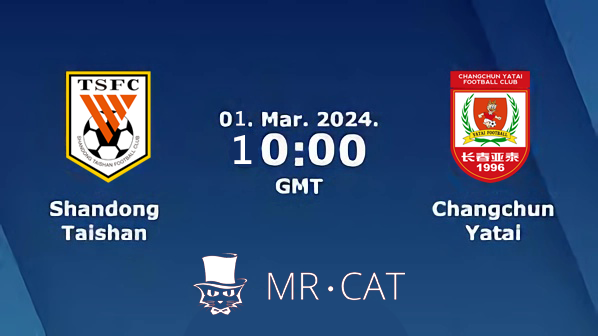 TSFC
SHANDONG TAISHAN FOOTBALL CLUB
Shandong
Taishan
01. Mar. 2024.
10:00
GMT
CHANGCHUN YATAI
FOOTBALL CLUB
YATAI FOOTBALL
长春亚泰
1996
Changchun
Yatai
MR·CAT